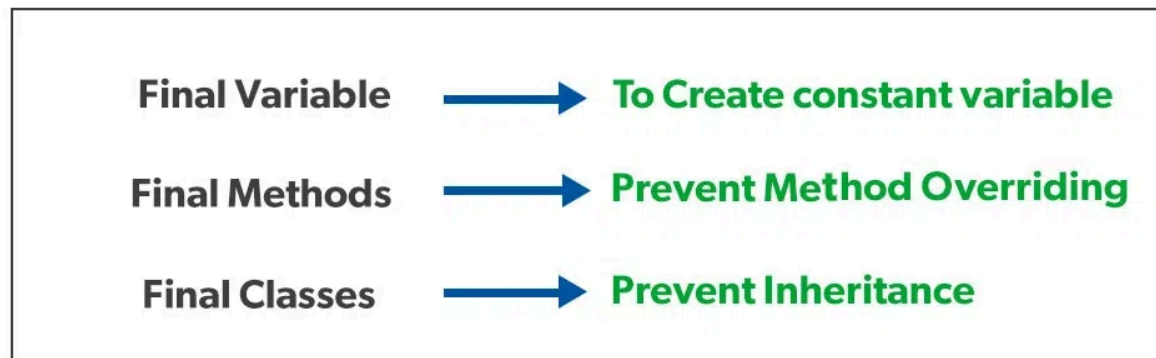 Final Variable To Create constant variable
Final Methods Prevent Method Overriding
Final Classes Prevent Inheritance